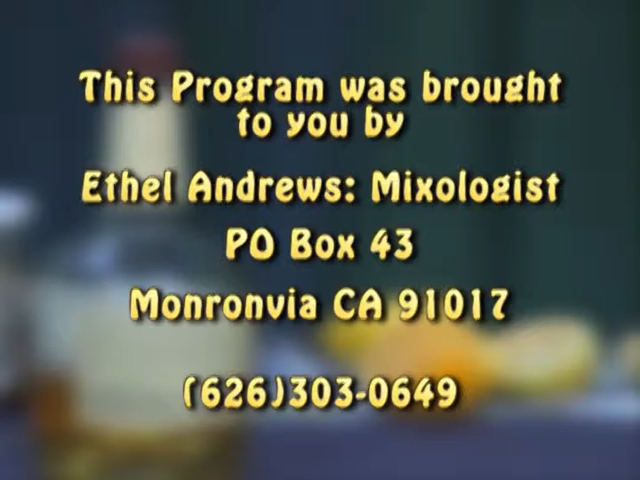 This Program was brought
to you by
Ethel Andrews: Mixologist
PO Box 43
Monronvia CA 91017
(626)303-0649